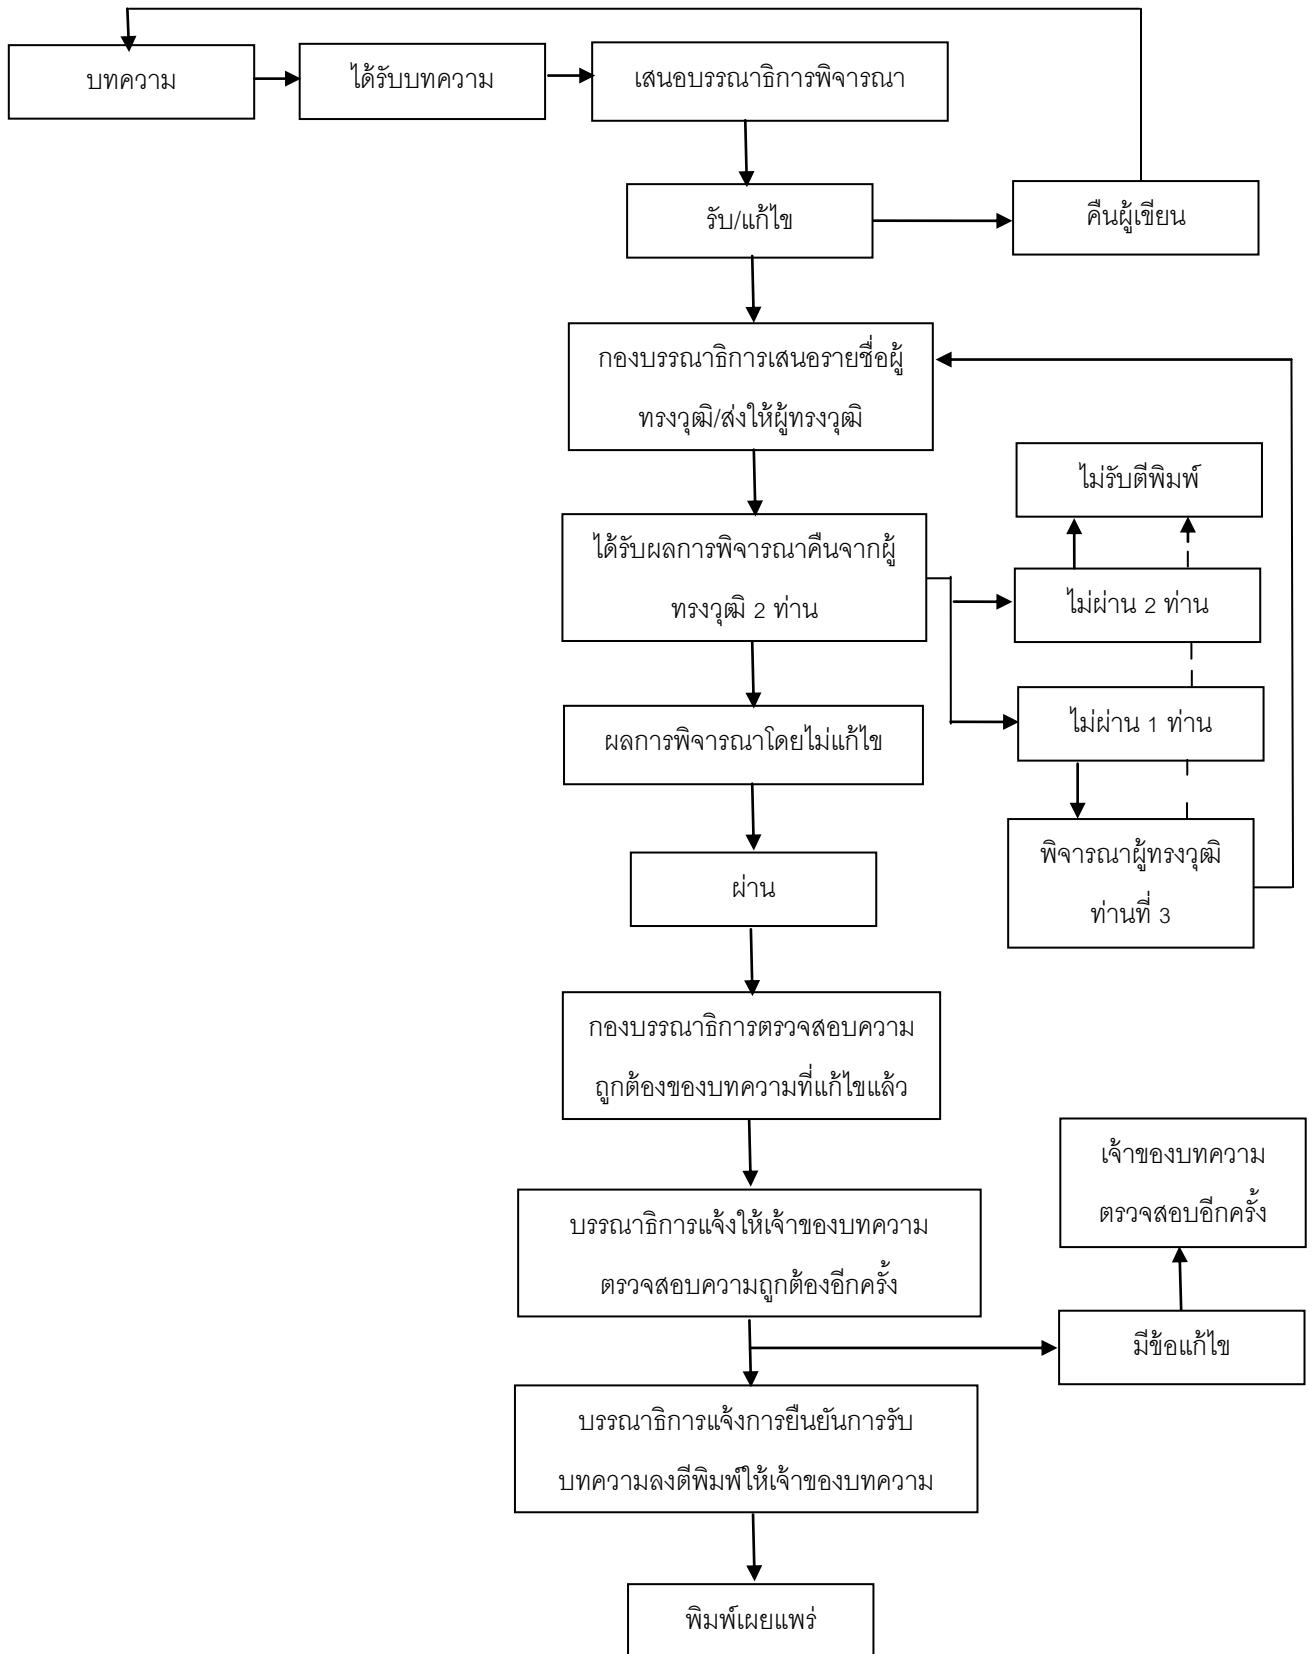 บทความ
ได้รับบทความ
เสนอบรรณาธิการพิจารณา
รับ/แก้ไข
คืนผู้เขียน
กองบรรณาธิการเสนอรายชื่อผู้
ทรงวุฒิ/ส่งให้ผู้ทรงวุฒิ
ไม่รับตีพิมพ์
ได้รับผลการพิจารณาคืนจากผู้
ทรงวุฒิ 2 ท่าน
ไม่ผ่าน 2 ท่าน
ผลการพิจารณาโดยไม่แก้ไข
ไม่ผ่าน 1 ท่าน
ผ่าน
พิจารณาผู้ทรงวุฒิ
ท่านที่ 3
กองบรรณาธิการตรวจสอบความ
ถูกต้องของบทความที่แก้ไขแล้ว
เจ้าของบทความ
ตรวจสอบอีกครั้ง
บรรณาธิการแจ้งให้เจ้าของบทความ
ตรวจสอบความถูกต้องอีกครั้ง
มีข้อแก้ไข
บรรณาธิการแจ้งการยืนยันการรับ
บทความลงตีพิมพ์ให้เจ้าของบทความ
พิมพ์เผยแพร่